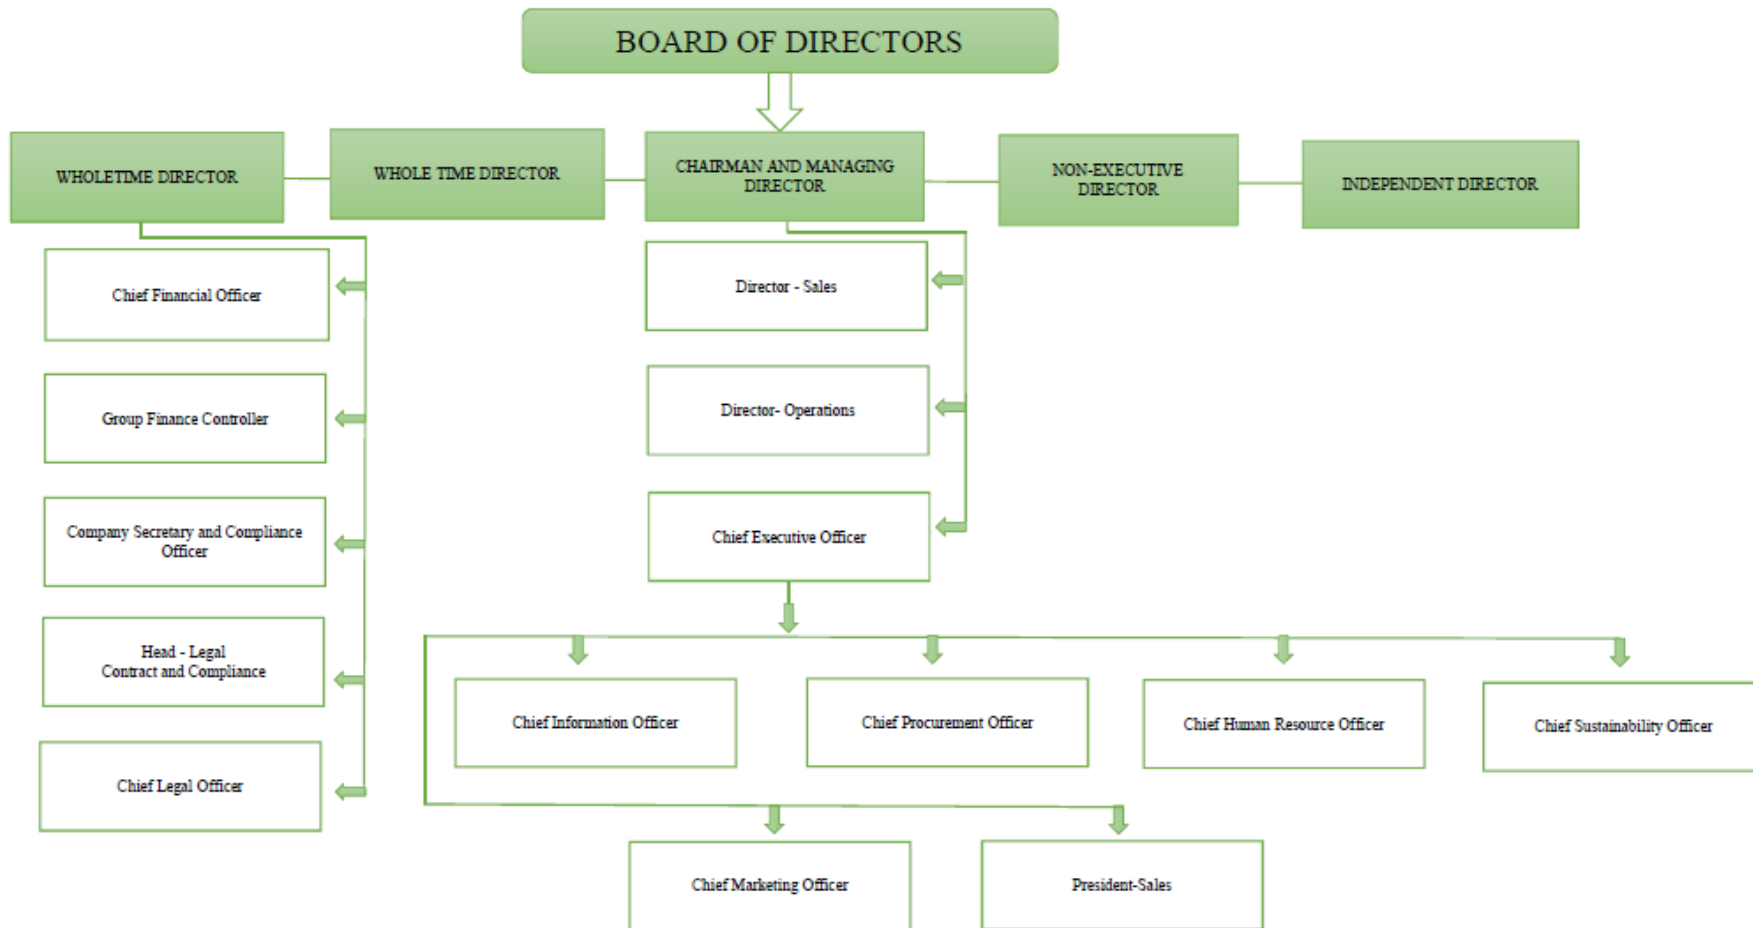 BOARD OF DIRECTORS
WHOLETIME DIRECTOR
WHOLE TIME DIRECTOR
CHAIRMAN AND MANAGING
DIRECTOR
NON-EXECUTIVE
DIRECTOR
INDEPENDENT DIRECTOR
Chief Financial Officer
Group Finance Controller
Company Secretary and Compliance
Officer
Head - Legal
Contract and Compliance
Chief Legal Officer
Director - Sales
Director- Operations
Chief Executive Officer
Chief Information Officer
Chief Procurement Officer
Chief Human Resource Officer
Chief Sustainability Officer
Chief Marketing Officer
President-Sales